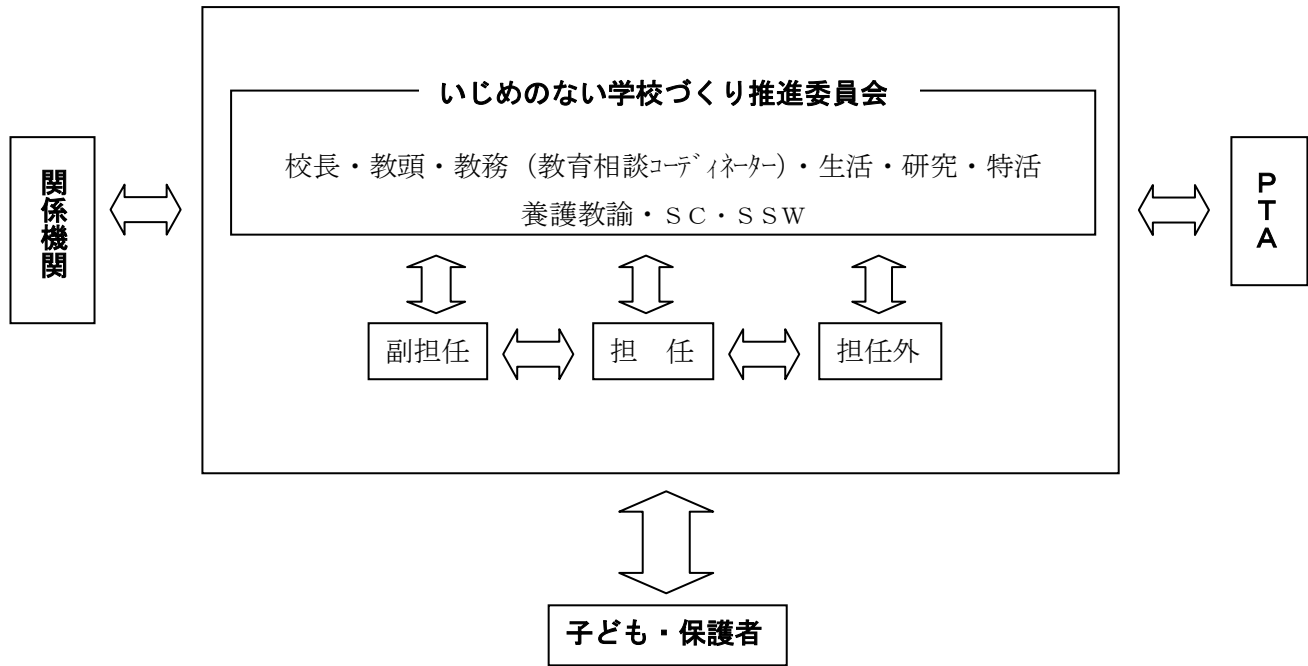 いじめのない学校づくり推進委員会
校長・教頭・教務（教育相談ｺｰﾃﾞｨﾈｰﾀｰ）・生活・研究・特活
養護教諭・ＳＣ・ＳＳＷ
関係機関
ＰＴＡ
副担任
担　任
担任外
子ども・保護者